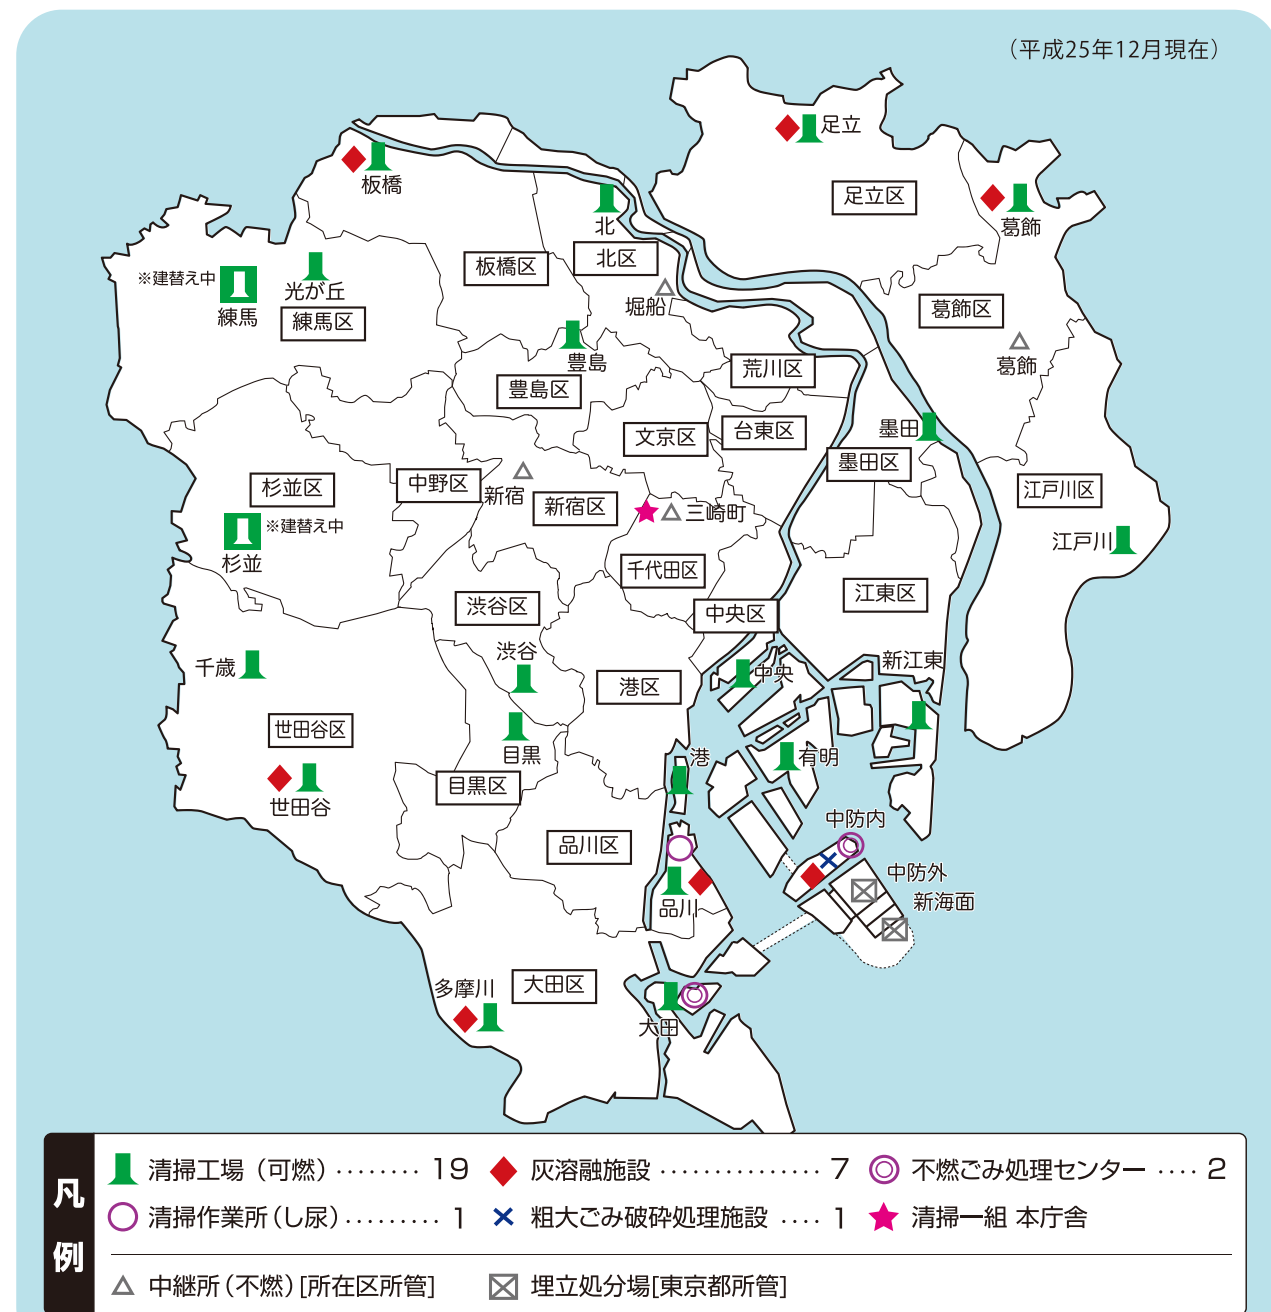 （平成25年12月現在）
足立
足立区
板橋
葛飾
北
北区
板橋区
※建替え中
練馬
光が丘
練馬区
堀船
葛飾区
葛飾
豊島
豊島区
荒川区
文京区
台東区
墨田
墨田区
杉並区
中野区
新宿
新宿区
三崎町
江戸川区
江戸川
※建替え中
杉並
千代田区
渋谷区
中央区
江東区
千歳
渋谷
港区
中央
新江東
世田谷区
目黒
目黒区
港
有明
世田谷
品川区
中防内
中防外
新海面
品川
多摩川
大田区
大田
凡例
清掃工場（可燃）‥‥‥‥ 19
灰溶融施設 ‥‥‥‥‥‥‥‥ 7
不燃ごみ処理センター ‥‥ 2
清掃作業所（し尿）‥‥‥‥‥ 1
粗大ごみ破砕処理施設 ‥‥ 1
清掃一組 本庁舎
中継所（不燃）[所在区所管]
埋立処分場[東京都所管]